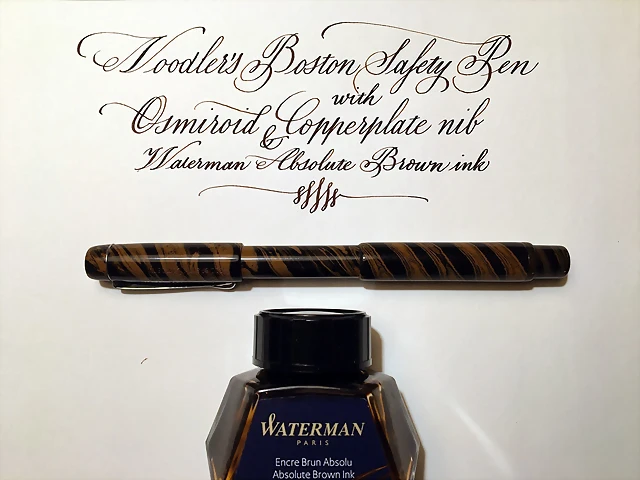 Noodler's Boston Safety Pen
with
Osmiroid Copperplate nib
&
Waterman Absolute Brown ink
WATERMAN
PARIS
Encre Brun Absolu
Absolute Brown Ink